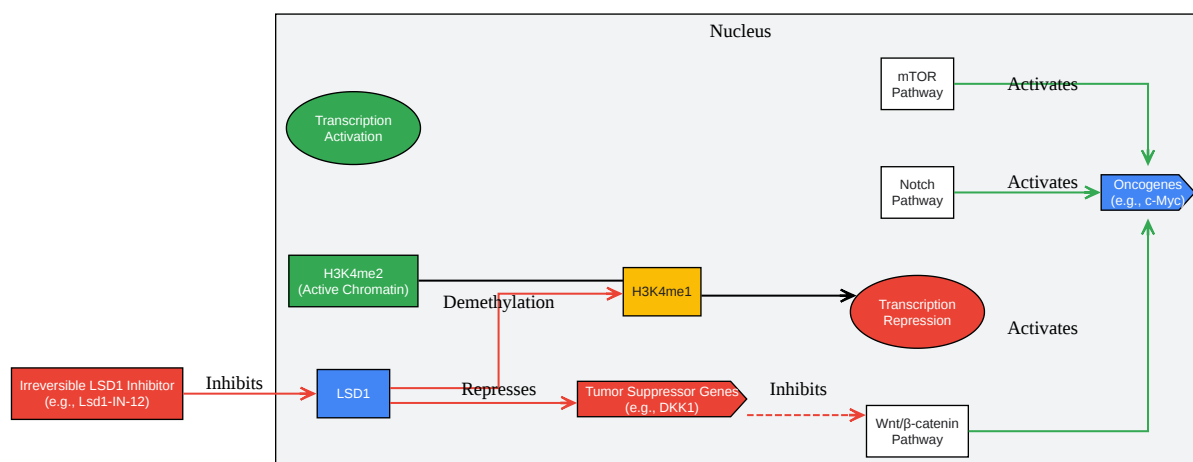 Nucleus
mTOR
Pathway
Activates
Transcription
Activation
Notch
Pathway
Activates
Oncogenes
(e.g., c-Myc)
H3K4me2
(Active Chromatin)
Demethylation
H3K4me1
Transcription
Repression
Activates
Irreversible LSD1 Inhibitor
(e.g., Lsd1-IN-12)
Inhibits
LSD1
Represses
Tumor Suppressor Genes
(e.g., DKK1)
Inhibits
Wnt/β-catenin
Pathway